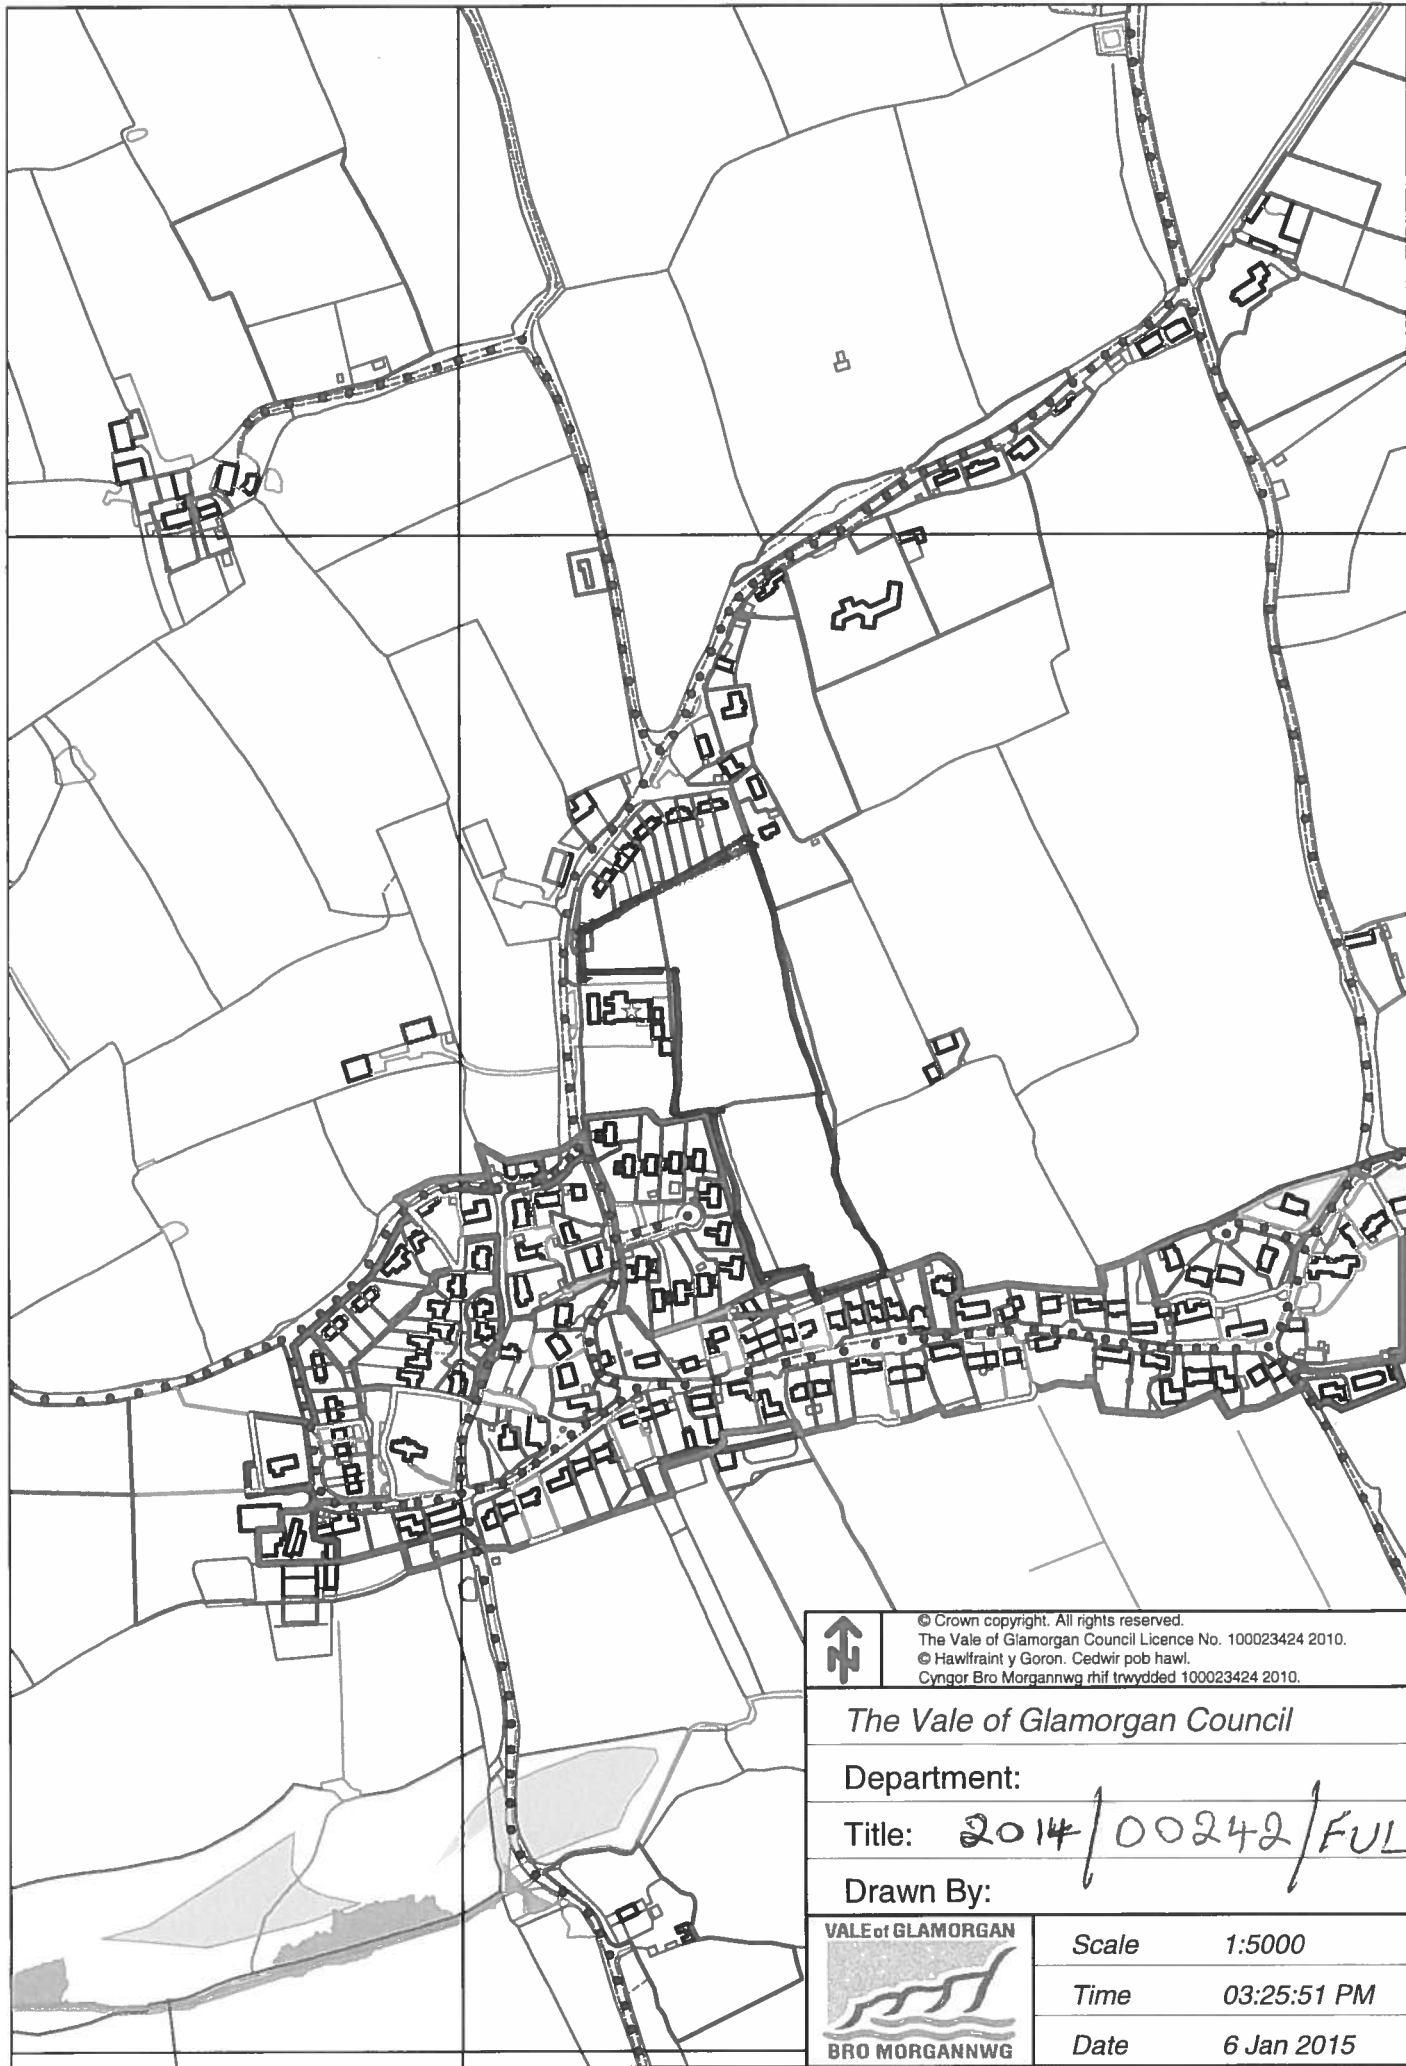 © Crown copyright. All rights reserved.
The Vale of Glamorgan Council Licence No. 100023424 2010.
© Hawlfraint y Goron. Cedwir pob hawl.
Cyngor Bro Morgannwg rhif trwydded 100023424 2010.
N
The Vale of Glamorgan Council
Department:
Title: 2014/00242/FUL
Drawn By:
VALE of GLAMORGAN
BRO MORGANNWG
Scale 1:5000
Time 03:25:51 PM
Date 6 Jan 2015